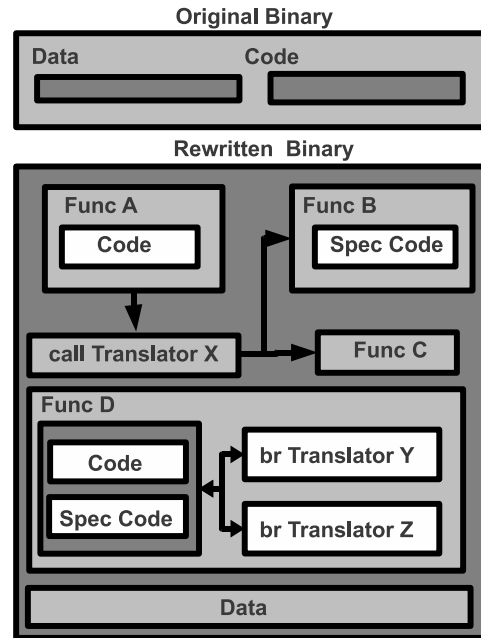 Original Binary
Data
Code
Rewritten Binary
Func A
Code
Func B
Spec Code
call Translator X
Func C
Func D
Code
Spec Code
br Translator Y
br Translator Z
Data